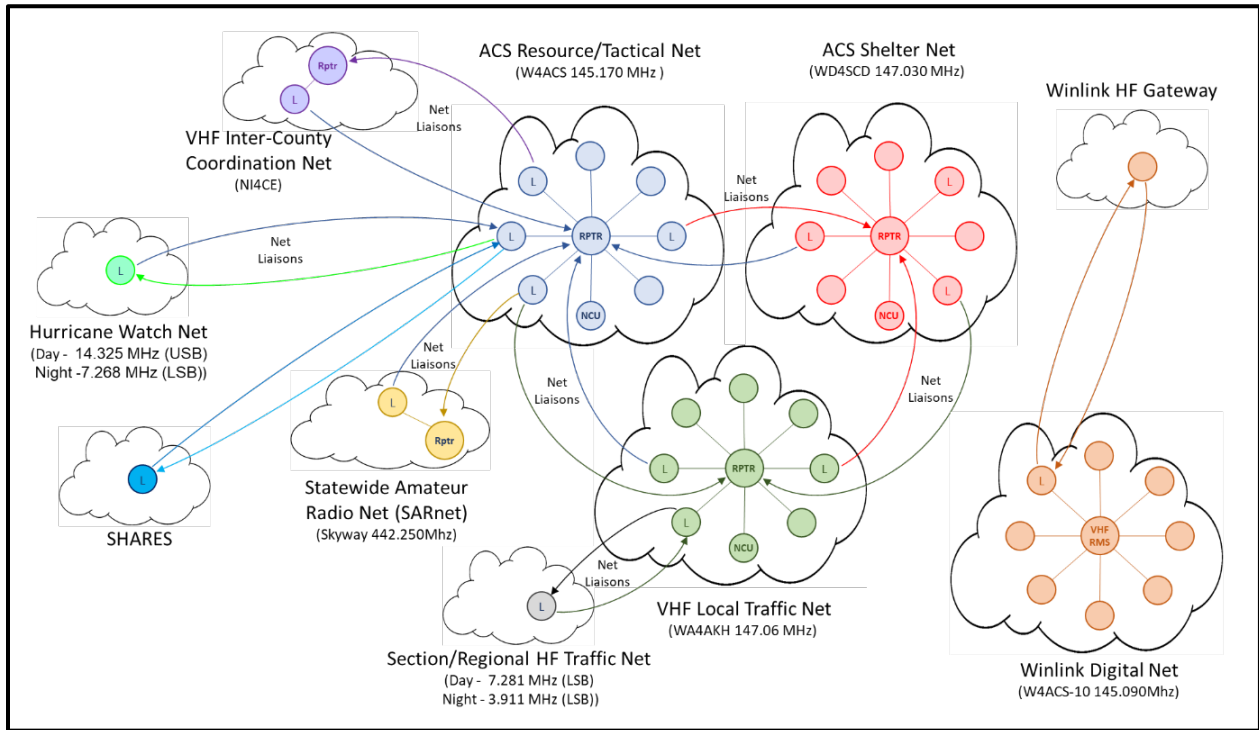 ACS Resource/Tactical Net
(W4ACS 145.170 MHz )
ACS Shelter Net
(WD4SCD 147.030 MHz)
Winlink HF Gateway
Rptr
L
VHF Inter-County
Coordination Net
(NI4CE)
Net
Liaisons
L
L
RPTR
L
L
NCU
Net
Liaisons
L
L
RPTR
L
NCU
Net
Liaisons
L
Hurricane Watch Net
(Day - 14.325 MHz (USB)
Night -7.268 MHz (LSB))
Net
Liaisons
L
Rptr
Statewide Amateur
Radio Net (SARnet)
(Skyway 442.250Mhz)
L
SHARES
Net
Liaisons
Net
Liaisons
L
RPTR
L
L
NCU
VHF Local Traffic Net
(WA4AKH 147.06 MHz)
Net
Liaisons
L
Section/Regional HF Traffic Net
(Day - 7.281 MHz (LSB)
Night - 3.911 MHz (LSB))
L
VHF
RMS
Winlink Digital Net
(W4ACS-10 145.090Mhz)